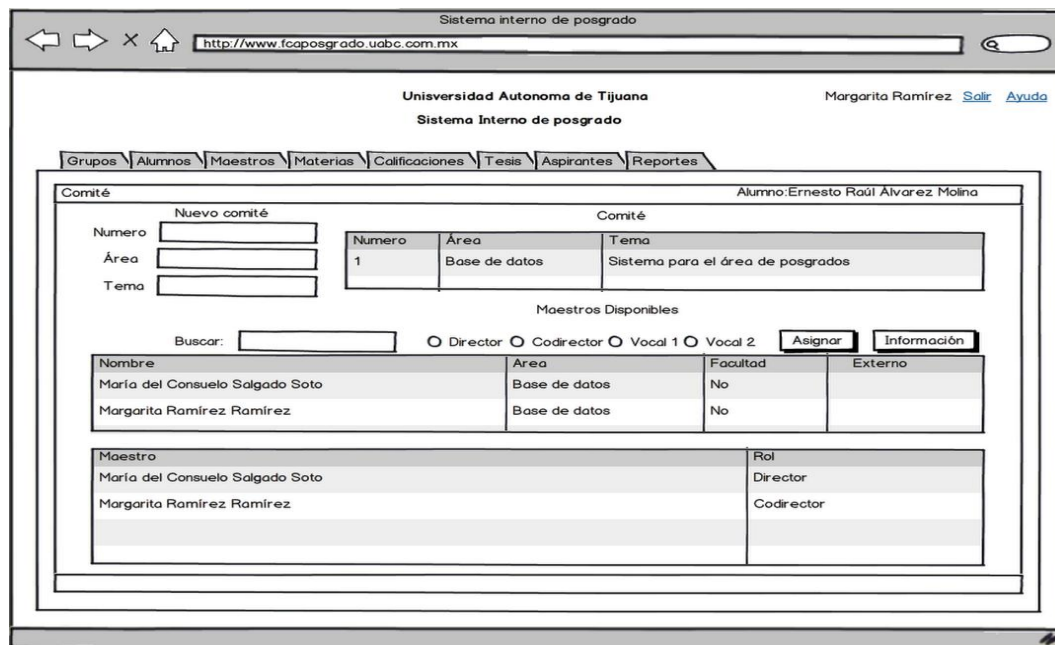 Sistema interno de posgrado
http://www.fcaposgrado.uabc.com.mx
Unisversidad Autonoma de Tijuana
Margarita Ramírez Salir Ayuda
Sistema Interno de posgrado
Grupos Alumnos Maestros Materias Calificaciones Tesis Aspirantes Reportes
Comité
Alumno:Ernesto Raúl Álvarez Molina
Nuevo comité
Numero
Área
Tema
Comité
Numero Área Tema
1 Base de datos Sistema para el área de posgrados
Maestros Disponibles
Buscar: Director Codirector Vocal 1 Vocal 2 Asignar Información
Nombre Area Facultad Externo
María del Consuelo Salgado Soto Base de datos No
Margarita Ramírez Ramírez Base de datos No
Maestro Rol
María del Consuelo Salgado Soto Director
Margarita Ramírez Ramírez Codirector